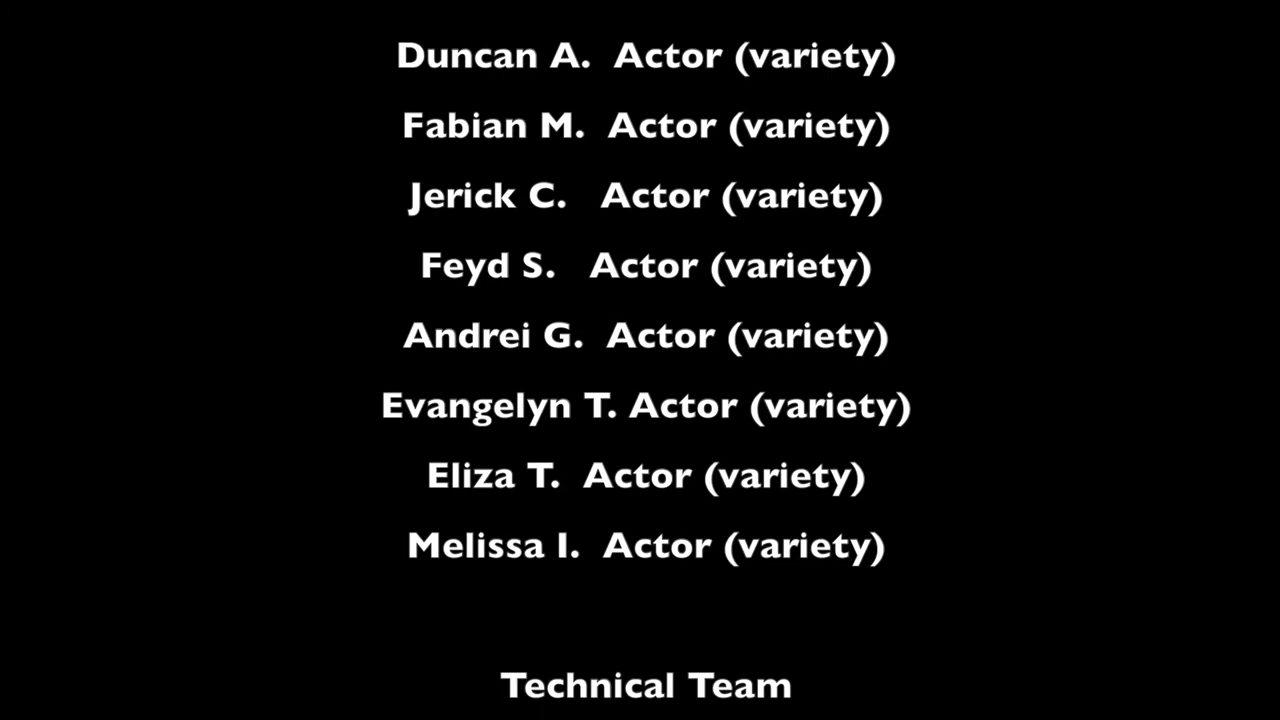 Duncan A.  Actor (variety)
Fabian M.  Actor (variety)
Jerick C.   Actor (variety)
Feyd S.   Actor (variety)
Andrei G.  Actor (variety)
Evangelyn T. Actor (variety)
Eliza T.  Actor (variety)
Melissa I.  Actor (variety)
Technical Team